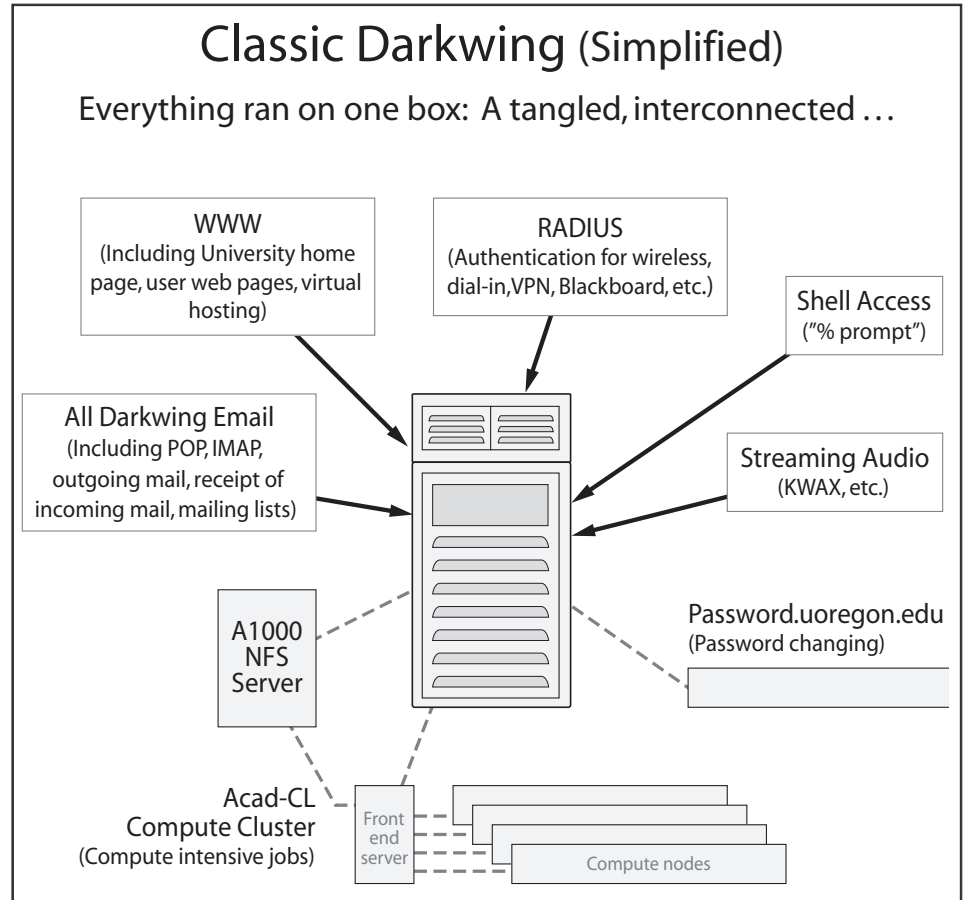 Classic Darkwing (Simplified)
Everything ran on one box: A tangled, interconnected …
WWW
(Including University home
page, user web pages, virtual
hosting)
RADIUS
(Authentication for wireless,
dial-in,VPN, Blackboard, etc.)
Shell Access
(”% prompt”)
All Darkwing Email
(Including POP, IMAP,
outgoing mail, receipt of
incoming mail, mailing lists)
Streaming Audio
(KWAX, etc.)
A1000
NFS
Server
Password.uoregon.edu
(Password changing)
Acad-CL
Compute Cluster
(Compute intensive jobs)
Front
end
server
Compute nodes